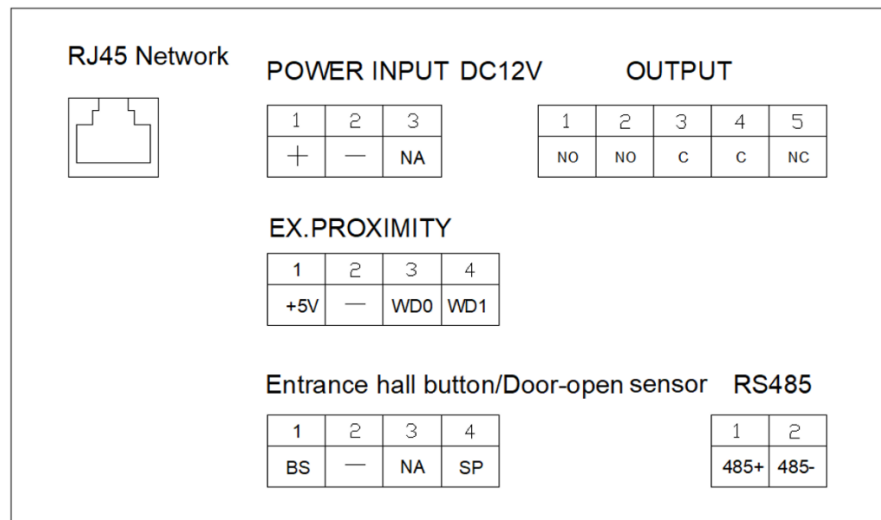 RJ45 Network
POWER INPUT DC12V
1 2 3
+ — NA
OUTPUT
1 2 3 4 5
NO NO C C NC
EX.PROXIMITY
1 2 3 4
+5V — WD0 WD1
Entrance hall button/Door-open sensor
1 2 3 4
BS — NA SP
RS485
1 2
485+ 485-